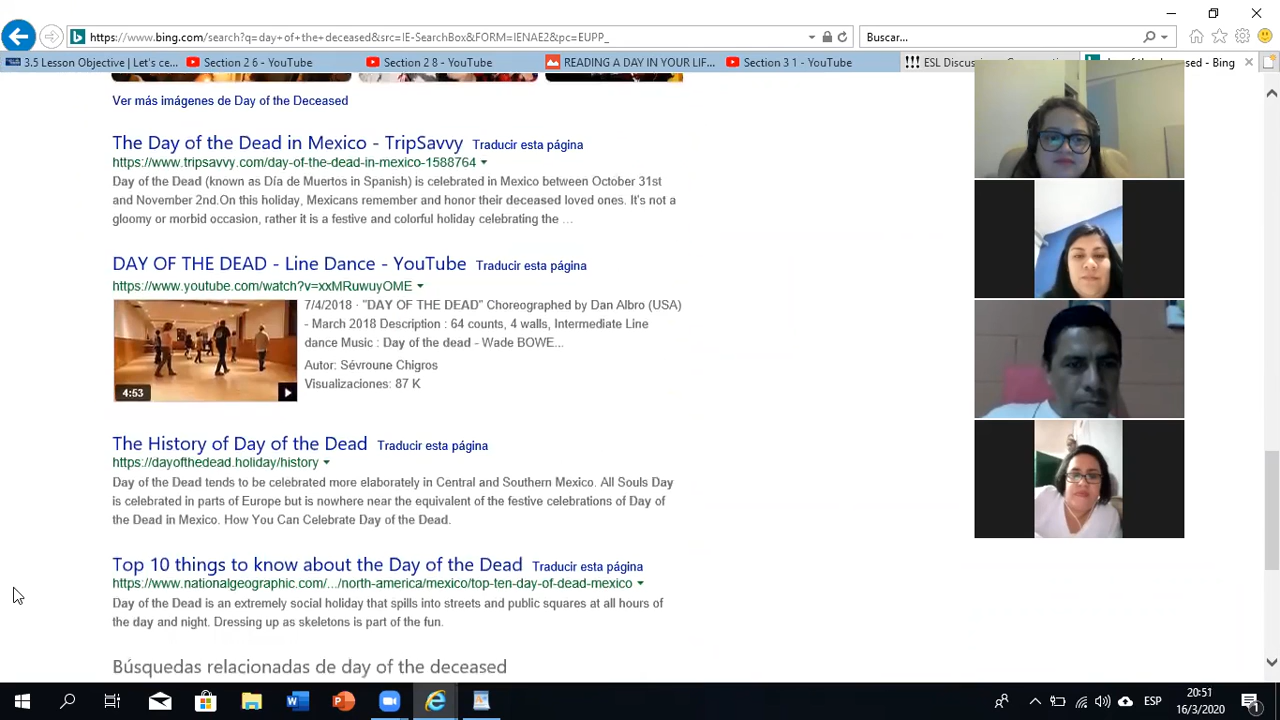 https://www.bing.com/search?q=day+of+the+deceased&src=IE-SearchBox&FORM=IENAE2&pc=EUPP_
Buscar...
3.5 Lesson Objective | Let's ce...
Section 2 6 - YouTube
Section 2 8 - YouTube
READING A DAY IN YOUR LIF...
Section 3 1 - YouTube
ESL
- Bing
Ver más imágenes de Day of the Deceased
The Day of the Dead in Mexico - TripSavvy Traducir esta página
https://www.tripsavvy.com/day-of-the-dead-in-mexico-1588764
Day of the Dead (known as Día de Muertos in Spanish) is celebrated in Mexico between October 31st
and November 2nd.On this holiday, Mexicans remember and honor their deceased loved ones. It's not a
gloomy or morbid occasion, rather it is a festive and colorful holiday celebrating the ...
DAY OF THE DEAD - Line Dance - YouTube Traducir esta página
https://www.youtube.com/watch?v=xxMRuwuyOME
7/4/2018 · "DAY OF THE DEAD" Choreographed by Dan Albro (USA)
- March 2018 Description : 64 counts, 4 walls, Intermediate Line
dance Music : Day of the dead - Wade BOWE...
Autor: Sévroune Chigros
Visualizaciones: 87 K
4:53
The History of Day of the Dead Traducir esta página
https://dayofthedead.holiday/history
Day of the Dead tends to be celebrated more elaborately in Central and Southern Mexico. All Souls Day
is celebrated in parts of Europe but is nowhere near the equivalent of the festive celebrations of Day of
the Dead in Mexico. How You Can Celebrate Day of the Dead.
Top 10 things to know about the Day of the Dead Traducir esta página
https://www.nationalgeographic.com/.../north-america/mexico/top-ten-day-of-dead-mexico
Day of the Dead is an extremely social holiday that spills into streets and public squares at all hours of
the day and night. Dressing up as skeletons is part of the fun.
Búsquedas relacionadas de day of the deceased
ESP
20:51
16/3/2020
1